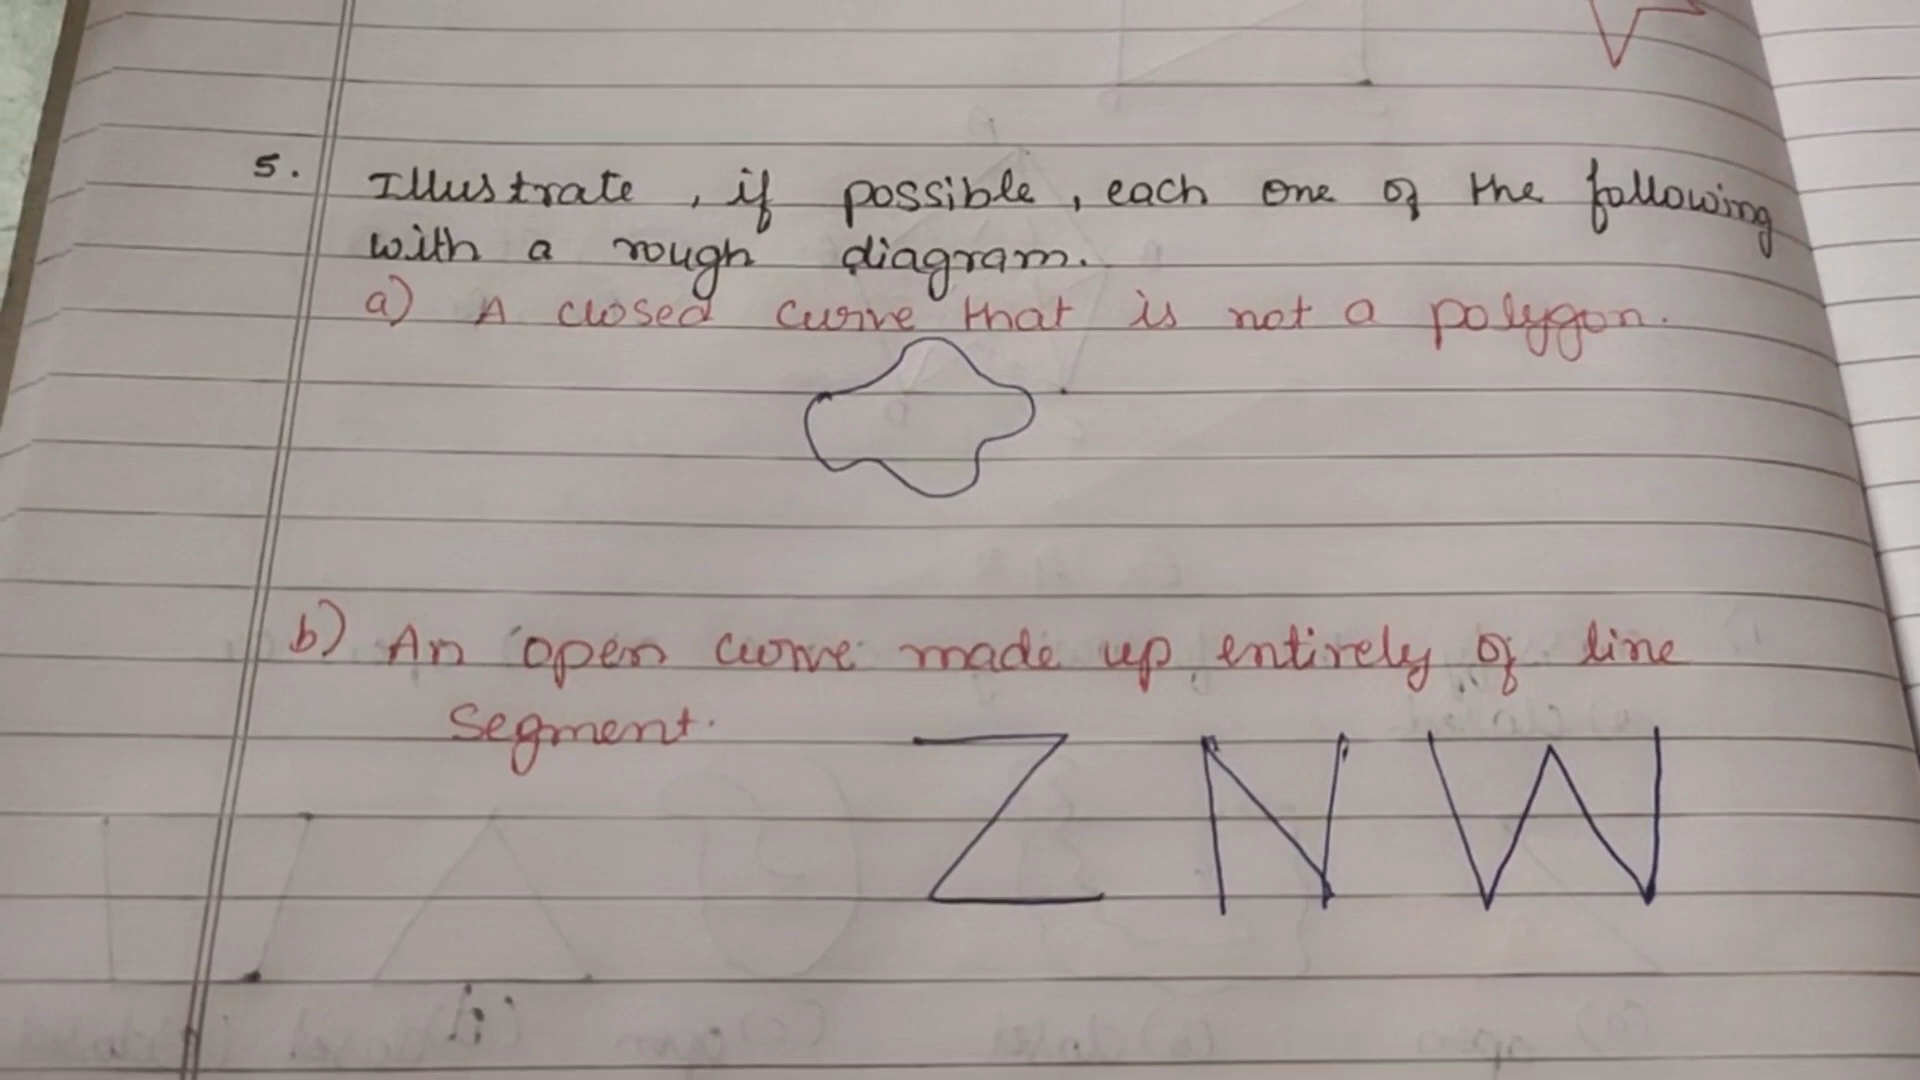 5. Illustrate, if possible, each one of the following
with a rough diagram.
a) A closed curve that is not a polygon.
b) An open curve made up entirely of line
segment.
Z N W